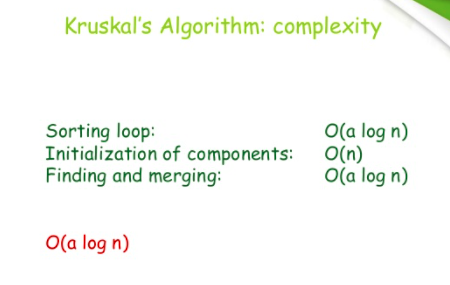 Kruskal's Algorithm: complexity
Sorting loop: O(a log n)
Initialization of components: O(n)
Finding and merging: O(a log n)
O(a log n)